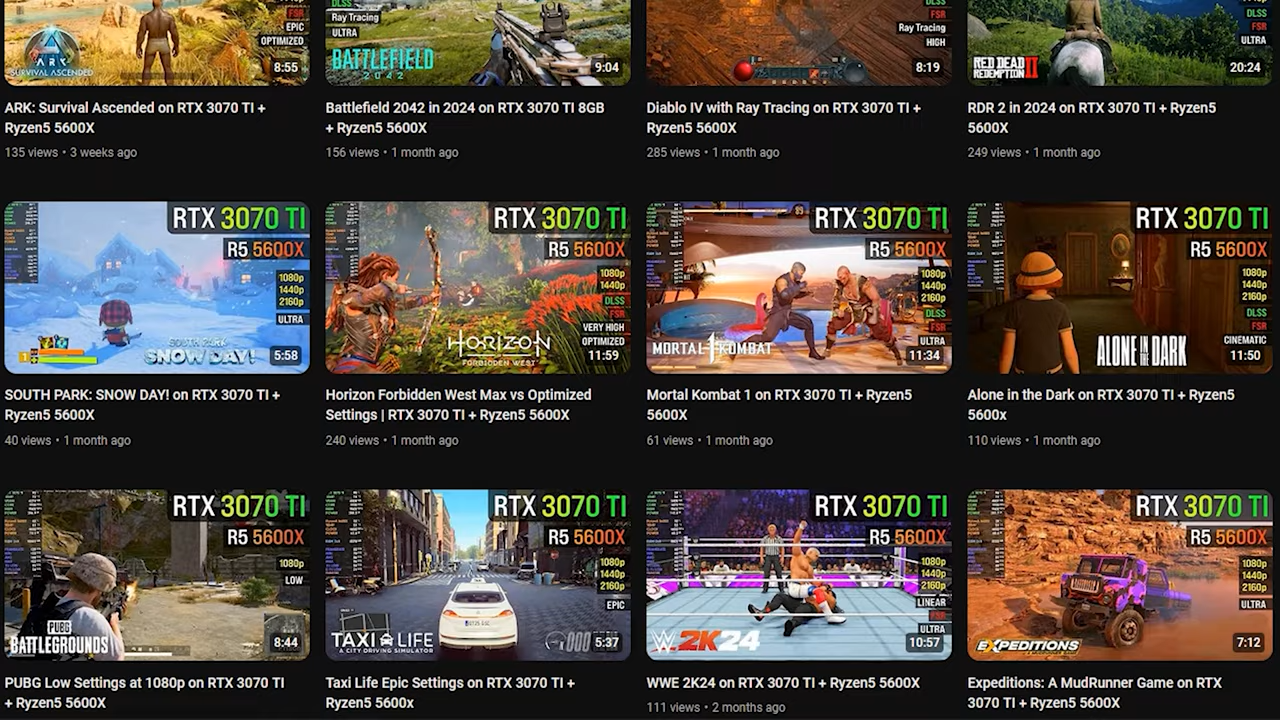 FSR
EPIC
OPTIMIZED
ARK
SURVIVAL ASCENDED
8:55
DLSS
Ray Tracing
ULTRA
BATTLEFIELD
2042
9:04
DLSS
FSR
Ray Tracing
HIGH
8:19
DLSS
FSR
ULTRA
RED DEAD
REDEMPTION II
20:24
ARK: Survival Ascended on RTX 3070 TI +
Ryzen5 5600X
135 views • 3 weeks ago
Battlefield 2042 in 2024 on RTX 3070 TI 8GB
+ Ryzen5 5600X
156 views • 1 month ago
Diablo IV with Ray Tracing on RTX 3070 TI +
Ryzen5 5600X
285 views • 1 month ago
RDR 2 in 2024 on RTX 3070 TI + Ryzen5
5600X
249 views • 1 month ago
RTX 3070 TI
R5 5600X
1080p
1440p
2160p
ULTRA
SOUTH PARK
SNOW DAY!
5:58
RTX 3070 TI
R5 5600X
1080p
1440p
DLSS
FSR
VERY HIGH
OPTIMIZED
HORIZON
FORBIDDEN WEST
11:59
RTX 3070 TI
R5 5600X
1080p
1440p
2160p
DLSS
FSR
ULTRA
MORTAL KOMBAT
1
11:34
RTX 3070 TI
R5 5600X
1080p
1440p
2160p
DLSS
FSR
CINEMATIC
ALONE IN THE DARK
11:50
SOUTH PARK: SNOW DAY! on RTX 3070 TI +
Ryzen5 5600X
40 views • 1 month ago
Horizon Forbidden West Max vs Optimized
Settings | RTX 3070 TI + Ryzen5 5600X
240 views • 1 month ago
Mortal Kombat 1 on RTX 3070 TI + Ryzen5
5600X
61 views • 1 month ago
Alone in the Dark on RTX 3070 TI + Ryzen5
5600x
110 views • 1 month ago
RTX 3070 TI
R5 5600X
1080p
LOW
PUBG
BATTLEGROUNDS
8:44
RTX 3070 TI
R5 5600X
1080p
1440p
2160p
EPIC
TAXI LIFE
A CITY DRIVING SIMULATOR
5:37
RTX 3070 TI
R5 5600X
1080p
1440p
2160p
LINEAR
FSR
ULTRA
W 2K24
10:57
RTX 3070 TI
R5 5600X
1080p
1440p
2160p
ULTRA
EXPEDITIONS
7:12
PUBG Low Settings at 1080p on RTX 3070 TI
+ Ryzen5 5600X
Taxi Life Epic Settings on RTX 3070 TI +
Ryzen5 5600x
WWE 2K24 on RTX 3070 TI + Ryzen5 5600X
111 views • 2 months ago
Expeditions: A MudRunner Game on RTX
3070 TI + Ryzen5 5600X